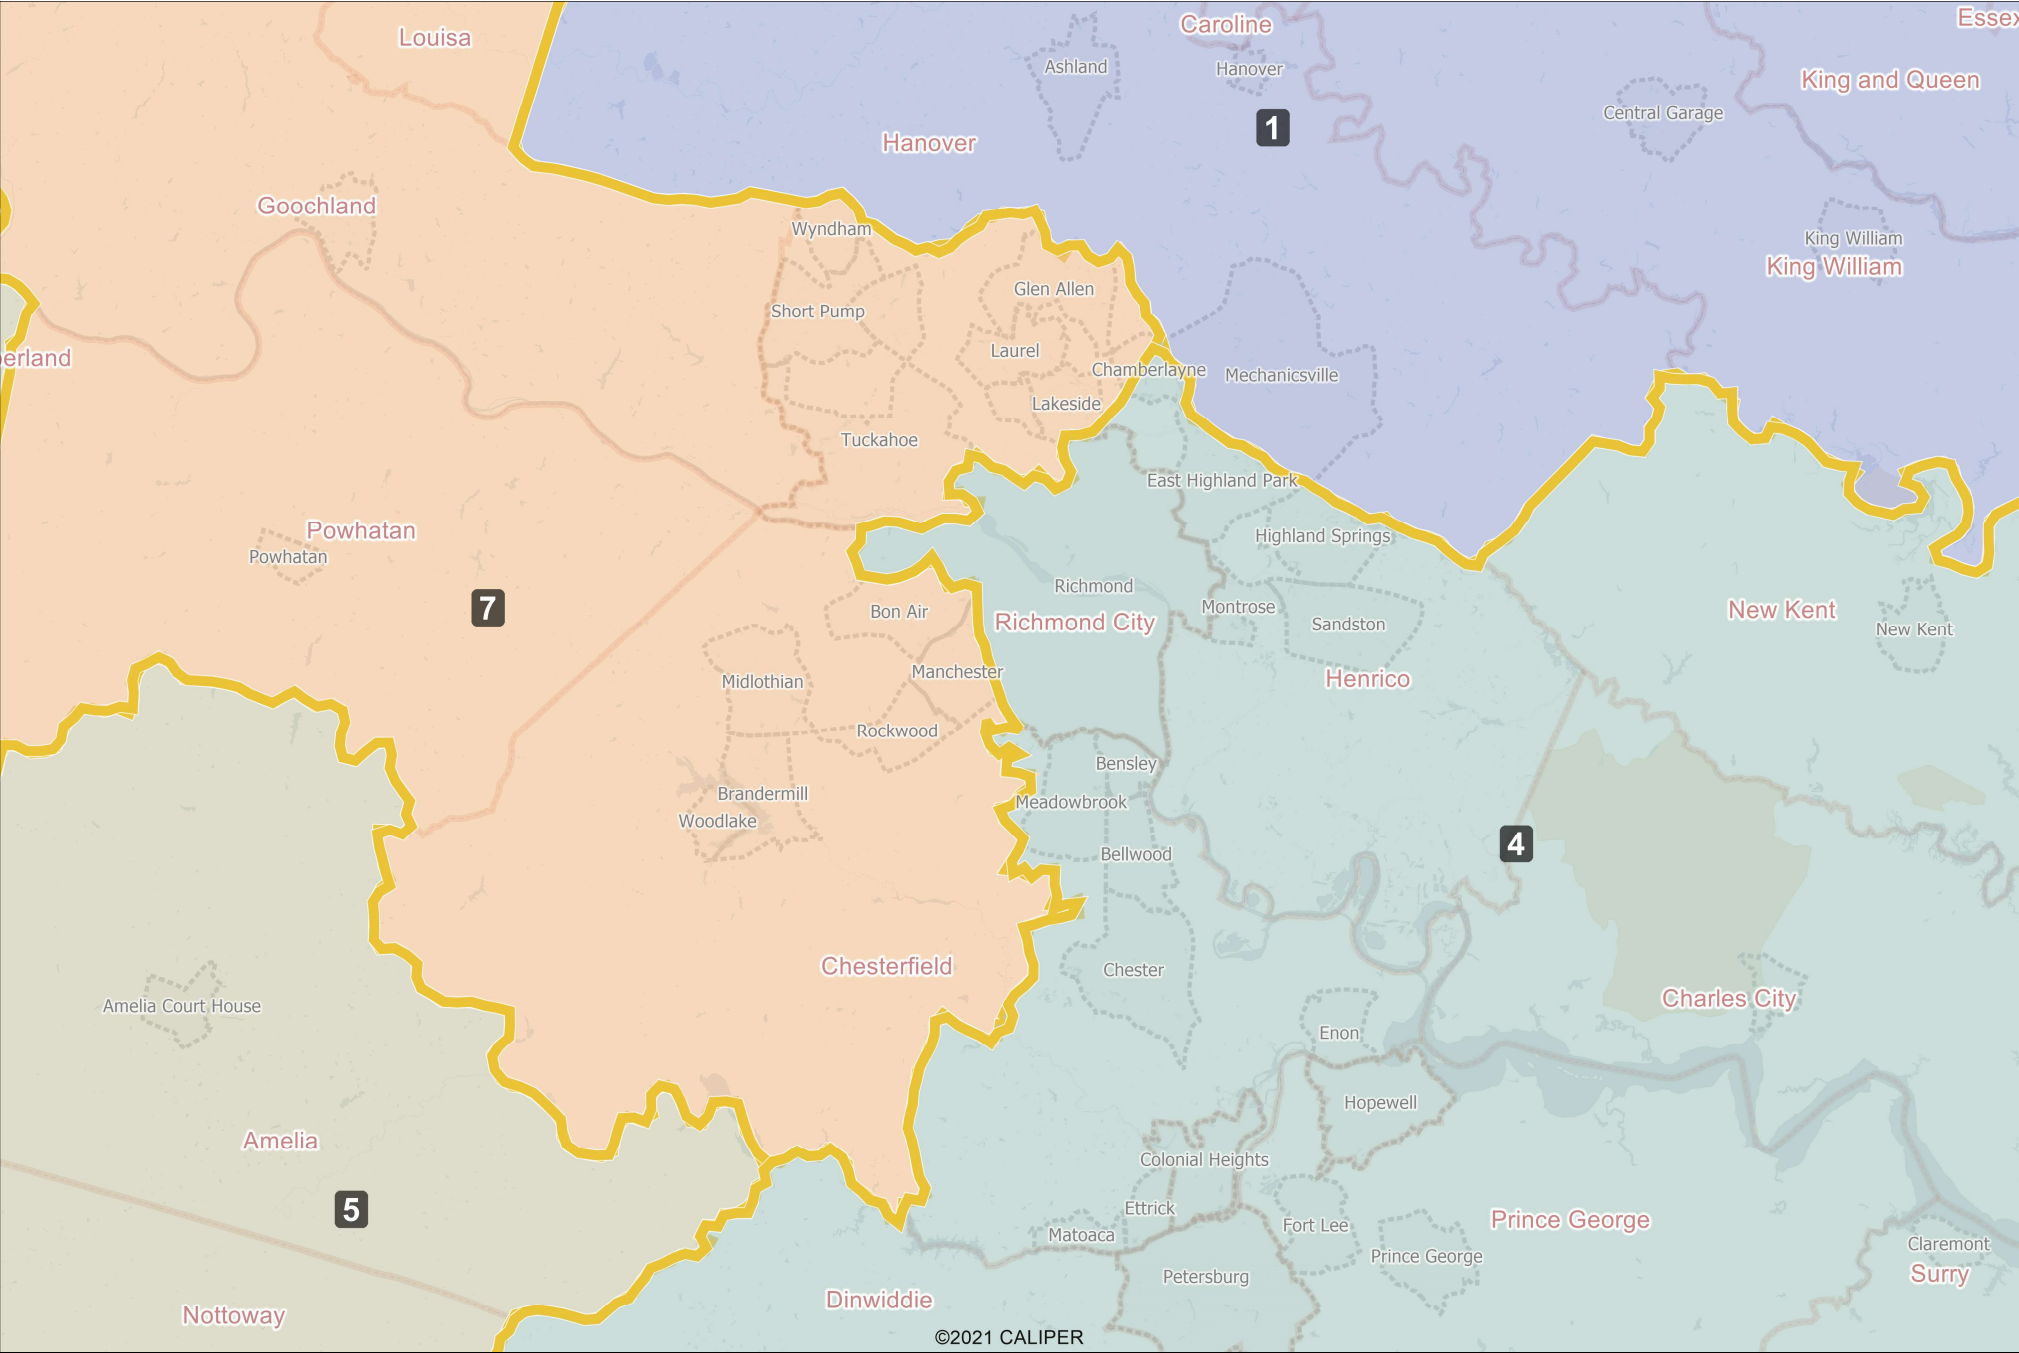 Louisa
Caroline
Essex
Ashland
Hanover
King and Queen
Central Garage
1
Hanover
Goochland
Wyndham
King William
King William
Glen Allen
Short Pump
Laurel
erland
Chamberlayne
Mechanicsville
Lakeside
Tuckahoe
East Highland Park
Powhatan
Powhatan
Highland Springs
Richmond
7
Bon Air
Montrose
New Kent
Richmond City
Sandston
New Kent
Manchester
Midlothian
Henrico
Rockwood
Bensley
Brandermill
Meadowbrook
Woodlake
4
Bellwood
Chesterfield
Chester
Charles City
Amelia Court House
Enon
Hopewell
Amelia
Colonial Heights
5
Ettrick
Prince George
Fort Lee
Matoaca
Claremont
Prince George
Petersburg
Surry
Dinwiddie
Nottoway
©2021 CALIPER